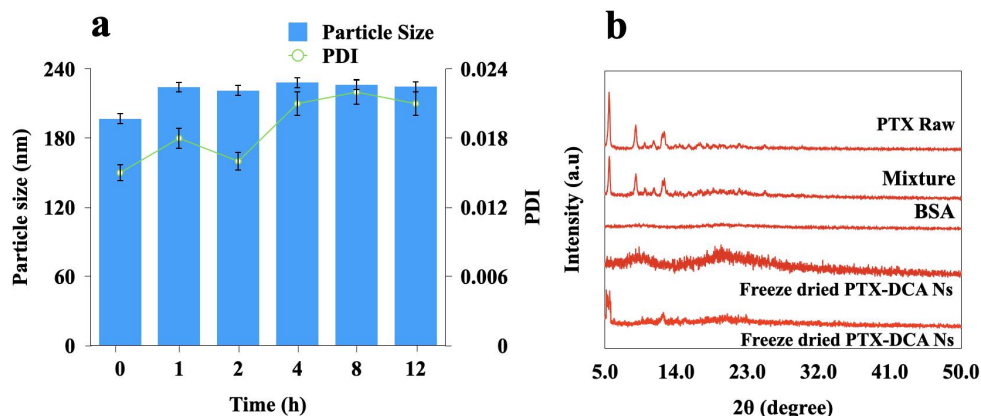 a
Particle Size
PDI
240
180
120
60
0
Particle size (nm)
0.024
0.018
0.012
0.006
0
PDI
0 1 2 4 8 12
Time (h)
b
PTX Raw
Mixture
BSA
Freeze dried PTX-DCA Ns
Freeze dried PTX-DCA Ns
Intensity (a.u)
5.0 14.0 23.0 32.0 41.0 50.0
2θ (degree)